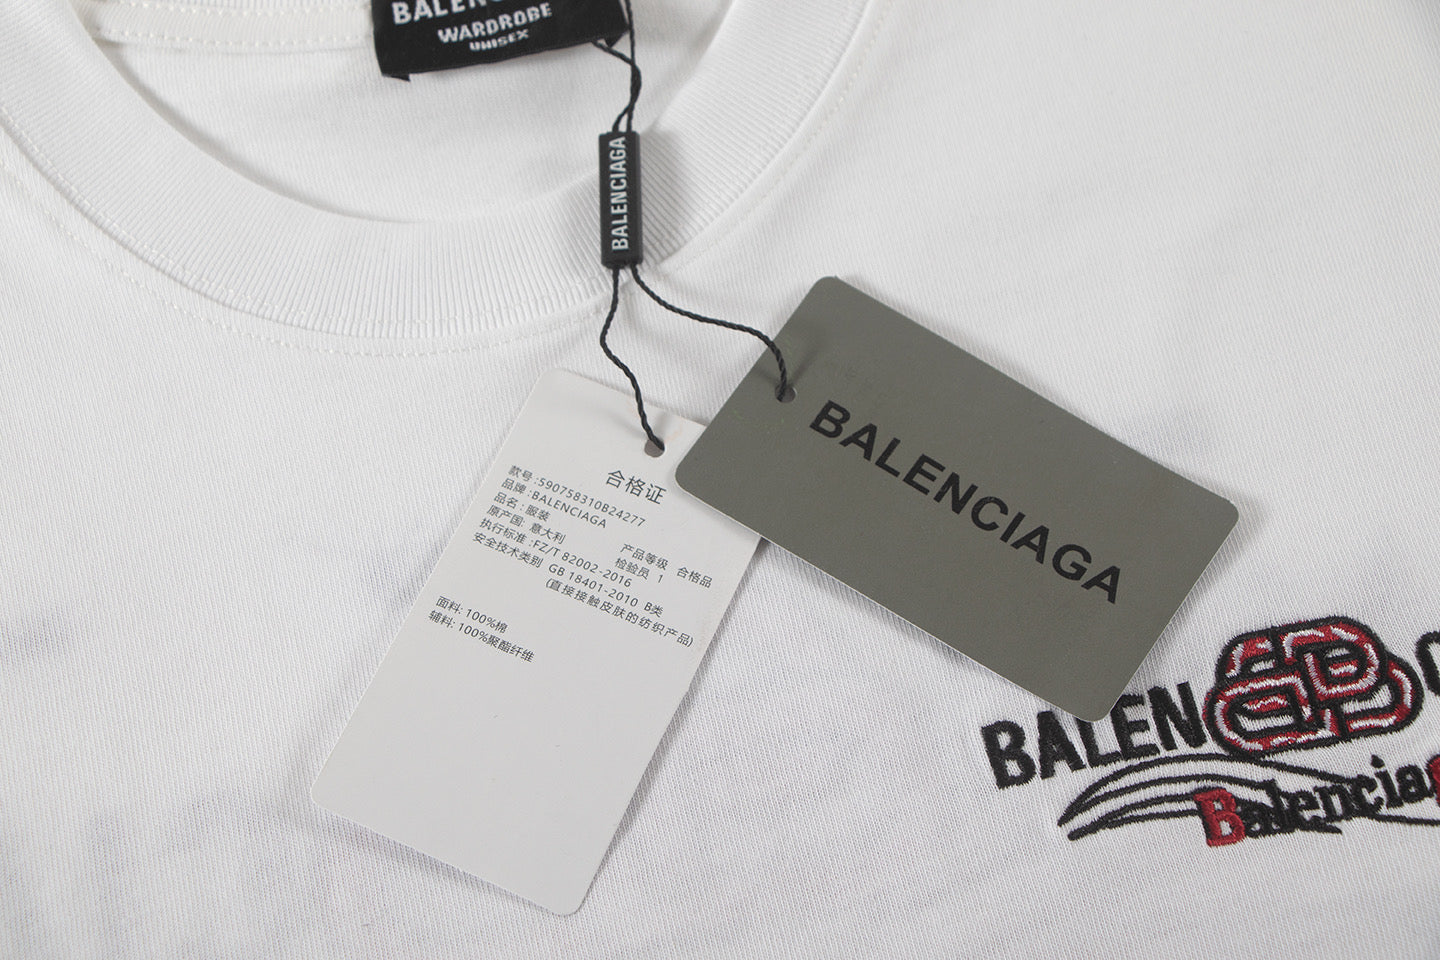 BALENCIAGA
WARDROBE
UNISEX
BALENCIAGA
合格证
款号:590758310B24277
品牌:BALENCIAGA
品名: 服装
原产国: 意大利 产品等级 合格品
执行标准:FZ/T 82002-2016 检验员 1
安全技术类别 GB 18401-2010 B类
(直接接触皮肤的纺织产品)
面料: 100%棉
辅料: 100%聚酯纤维
BALENCIAGA
BALEN BB
Balencia